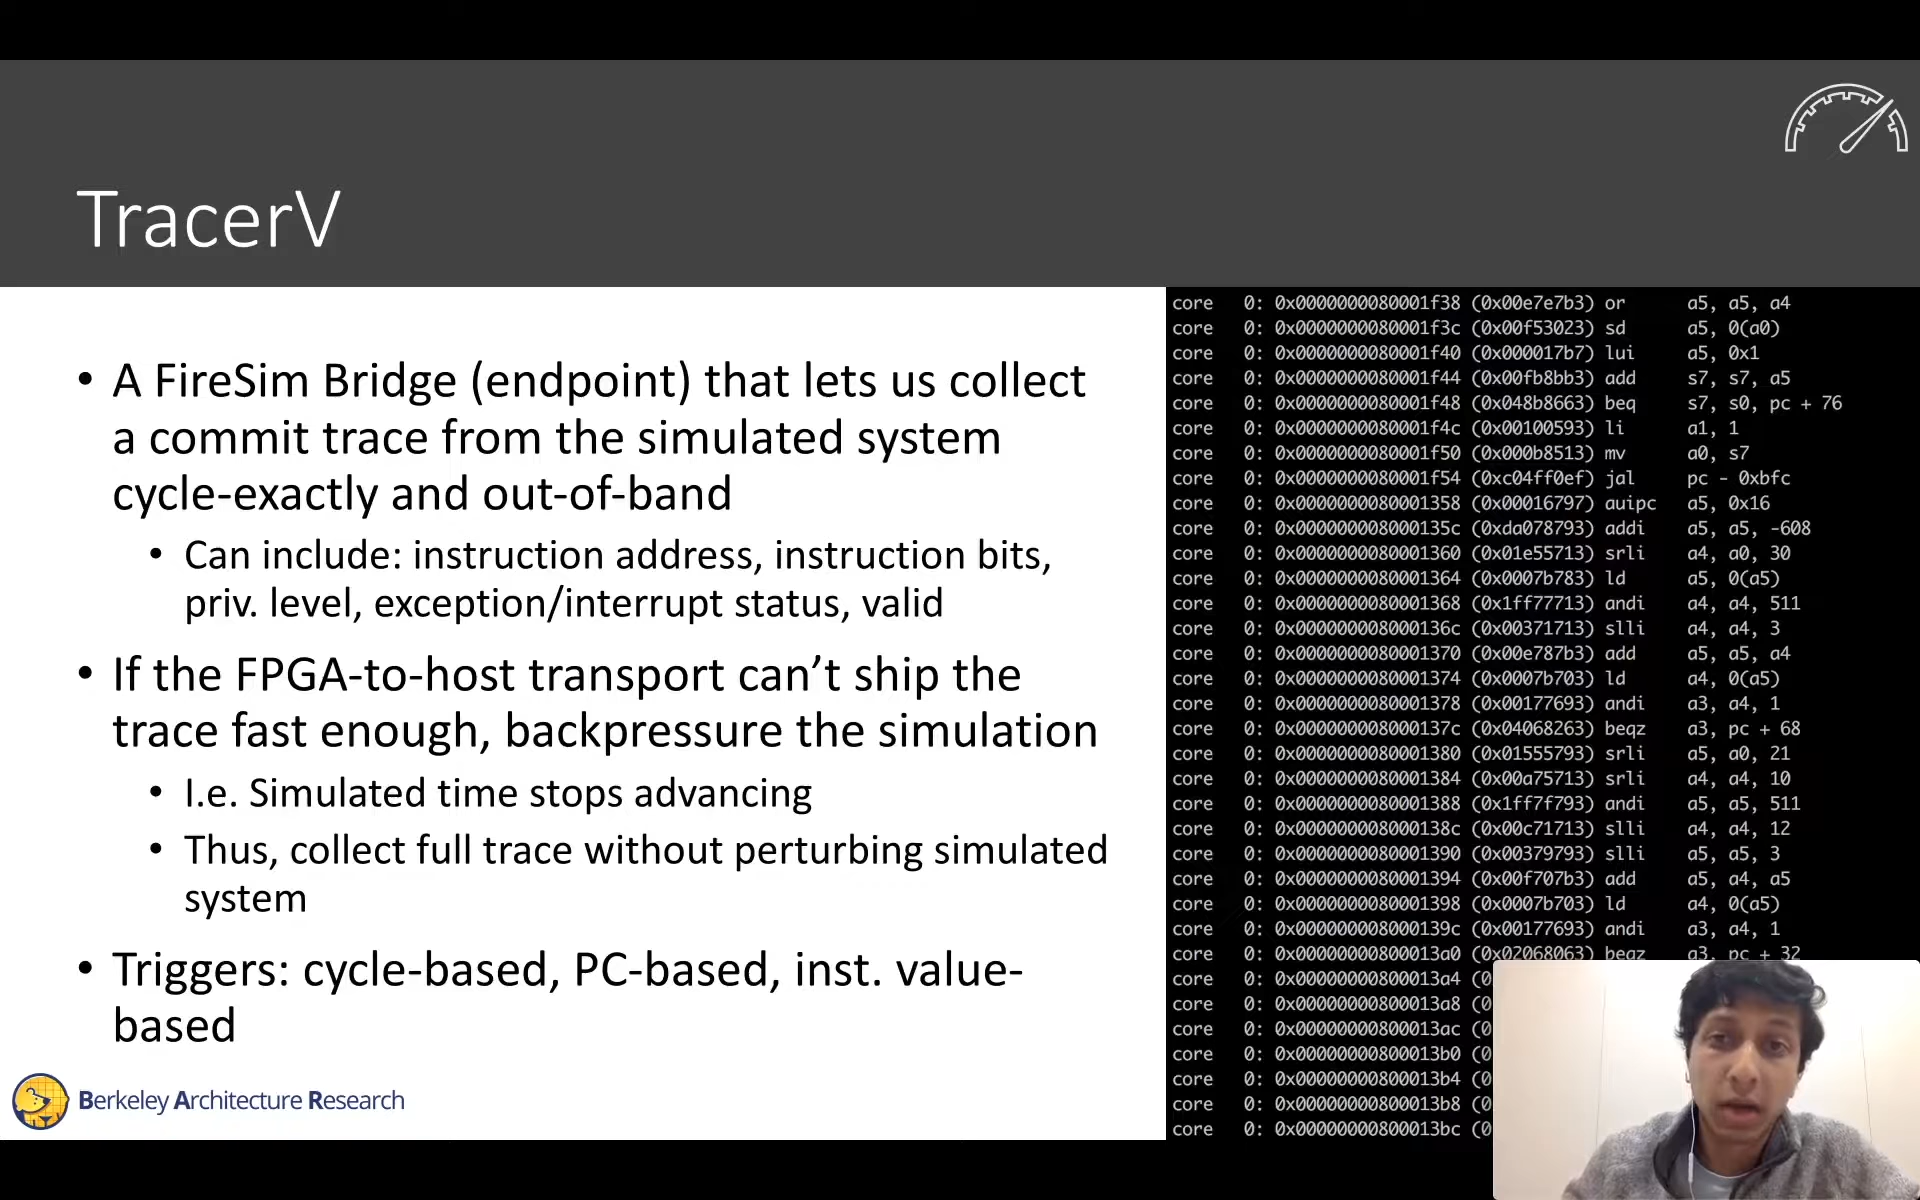 TracerV
• A FireSim Bridge (endpoint) that lets us collect
a commit trace from the simulated system
cycle-exactly and out-of-band
• Can include: instruction address, instruction bits,
priv. level, exception/interrupt status, valid
• If the FPGA-to-host transport can’t ship the
trace fast enough, backpressure the simulation
• I.e. Simulated time stops advancing
• Thus, collect full trace without perturbing simulated
system
• Triggers: cycle-based, PC-based, inst. value-
based
Berkeley Architecture Research
core 0: 0x0000000080001f38 (0x00e7e7b3) or a5, a5, a4
core 0: 0x0000000080001f3c (0x00f53023) sd a5, 0(a0)
core 0: 0x0000000080001f40 (0x000017b7) lui a5, 0x1
core 0: 0x0000000080001f44 (0x00fb8bb3) add s7, s7, a5
core 0: 0x0000000080001f48 (0x048b8663) beq s7, s0, pc + 76
core 0: 0x0000000080001f4c (0x00100593) li a1, 1
core 0: 0x0000000080001f50 (0x000b8513) mv a0, s7
core 0: 0x0000000080001f54 (0xc04ff0ef) jal pc - 0xbfc
core 0: 0x0000000080001358 (0x00016797) auipc a5, 0x16
core 0: 0x000000008000135c (0xda078793) addi a5, a5, -608
core 0: 0x0000000080001360 (0x01e55713) srli a4, a0, 30
core 0: 0x0000000080001364 (0x0007b783) ld a5, 0(a5)
core 0: 0x0000000080001368 (0x1ff77713) andi a4, a4, 511
core 0: 0x000000008000136c (0x00371713) slli a4, a4, 3
core 0: 0x0000000080001370 (0x00e787b3) add a5, a5, a4
core 0: 0x0000000080001374 (0x0007b703) ld a4, 0(a5)
core 0: 0x0000000080001378 (0x00177693) andi a3, a4, 1
core 0: 0x000000008000137c (0x04068263) beqz a3, pc + 68
core 0: 0x0000000080001380 (0x01555793) srli a5, a0, 21
core 0: 0x0000000080001384 (0x00a75713) srli a4, a4, 10
core 0: 0x0000000080001388 (0x1ff7f793) andi a5, a5, 511
core 0: 0x000000008000138c (0x00c71713) slli a4, a4, 12
core 0: 0x0000000080001390 (0x00379793) slli a5, a5, 3
core 0: 0x0000000080001394 (0x00f707b3) add a5, a4, a5
core 0: 0x0000000080001398 (0x0007b703) ld a4, 0(a5)
core 0: 0x000000008000139c (0x00177693) andi a3, a4, 1
core 0: 0x00000000800013a0 (0x02068063) beqz a3, pc + 32
core 0: 0x00000000800013a4 (0
core 0: 0x00000000800013a8 (0
core 0: 0x00000000800013ac (0
core 0: 0x00000000800013b0 (0
core 0: 0x00000000800013b4 (0
core 0: 0x00000000800013b8 (0
core 0: 0x00000000800013bc (0